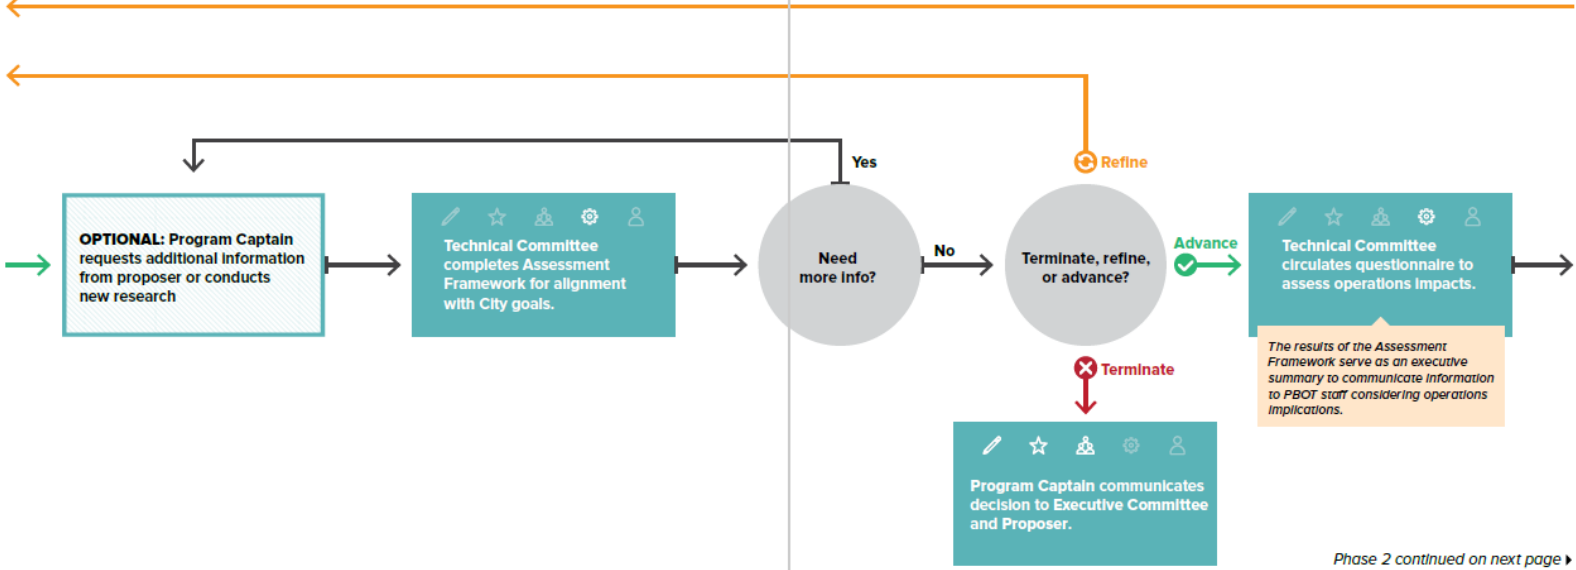 Yes
Refine
OPTIONAL: Program Captain
requests additional information
from proposer or conducts
new research
Technical Committee
completes Assessment
Framework for alignment
with City goals.
Need
more info?
No
Terminate, refine,
or advance?
Advance
Technical Committee
circulates questionnaire to
assess operations impacts.
The results of the Assessment
Framework serve as an executive
summary to communicate information
to PBOT staff considering operations
implications.
Terminate
Program Captain communicates
decision to Executive Committee
and Proposer.
Phase 2 continued on next page